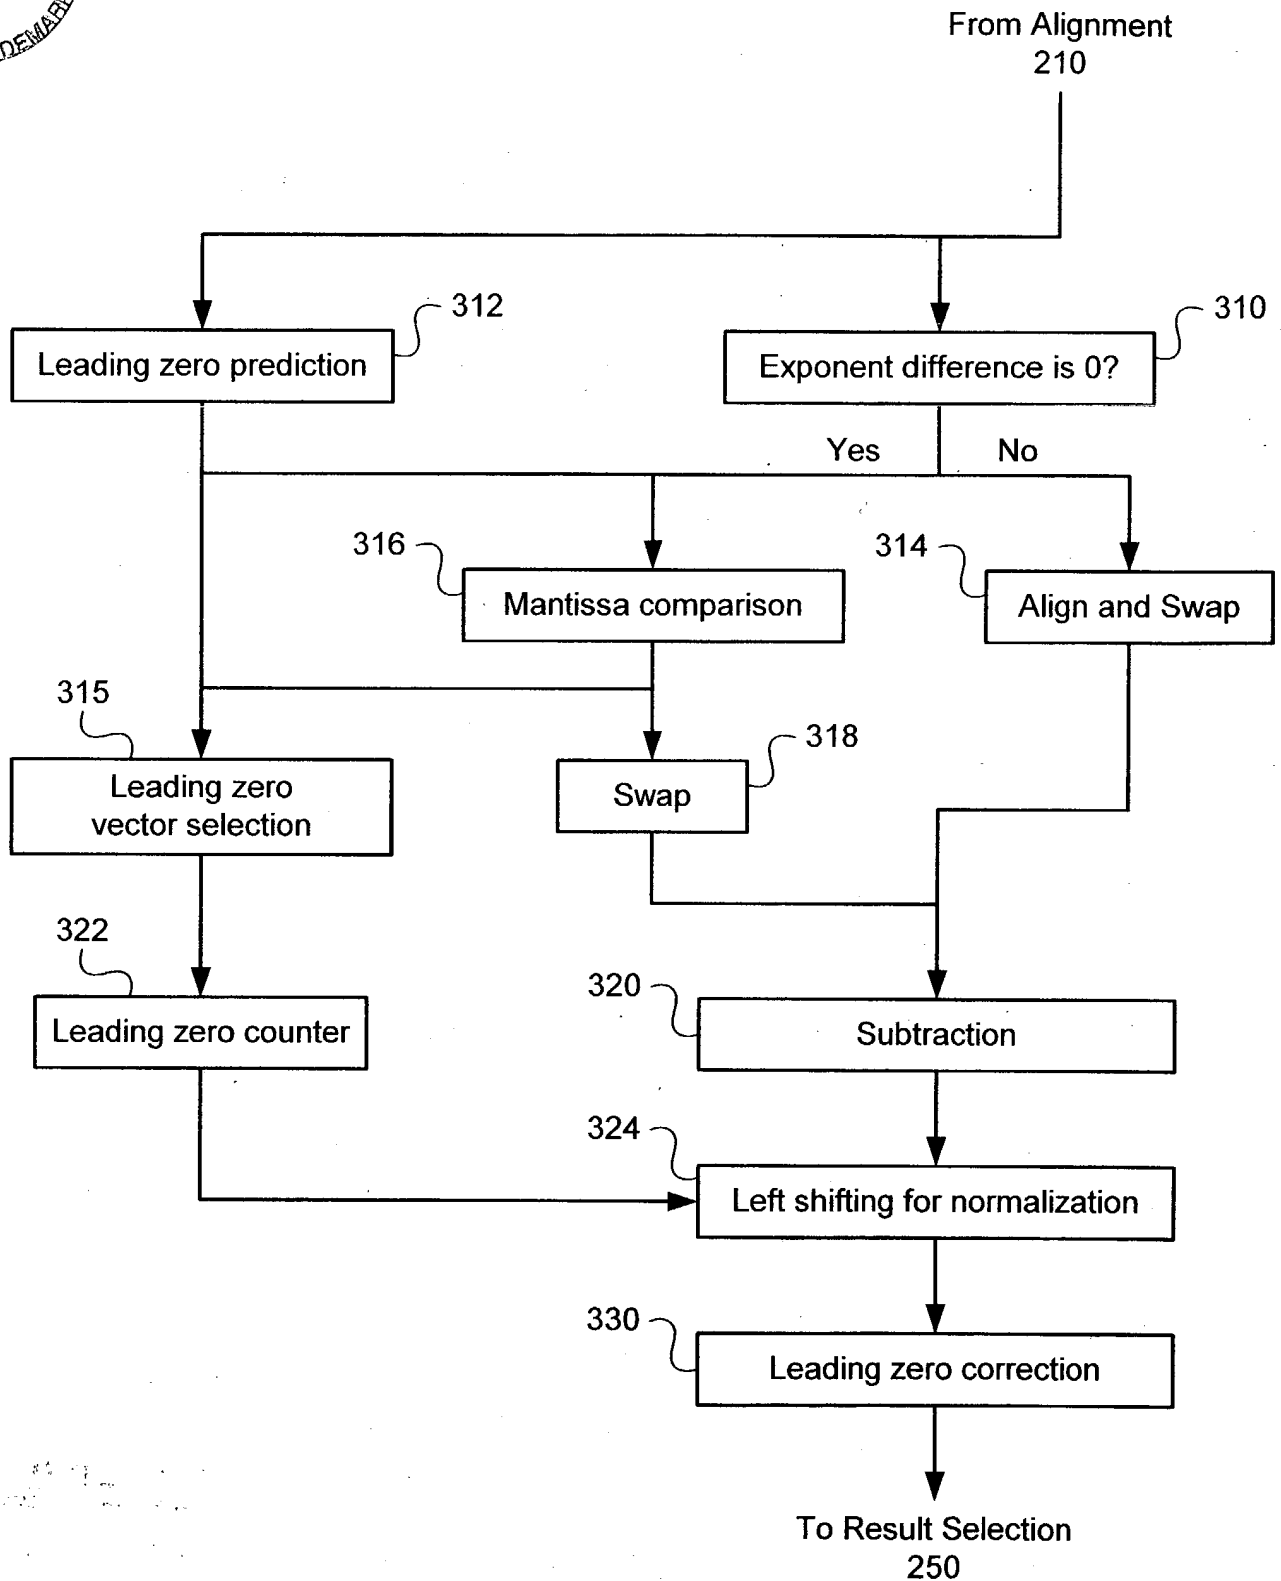 From Alignment
210
312
310
Leading zero prediction
Exponent difference is 0?
Yes
No
316
314
Mantissa comparison
Align and Swap
315
318
Leading zero
vector selection
Swap
322
320
Leading zero counter
Subtraction
324
Left shifting for normalization
330
Leading zero correction
To Result Selection
250